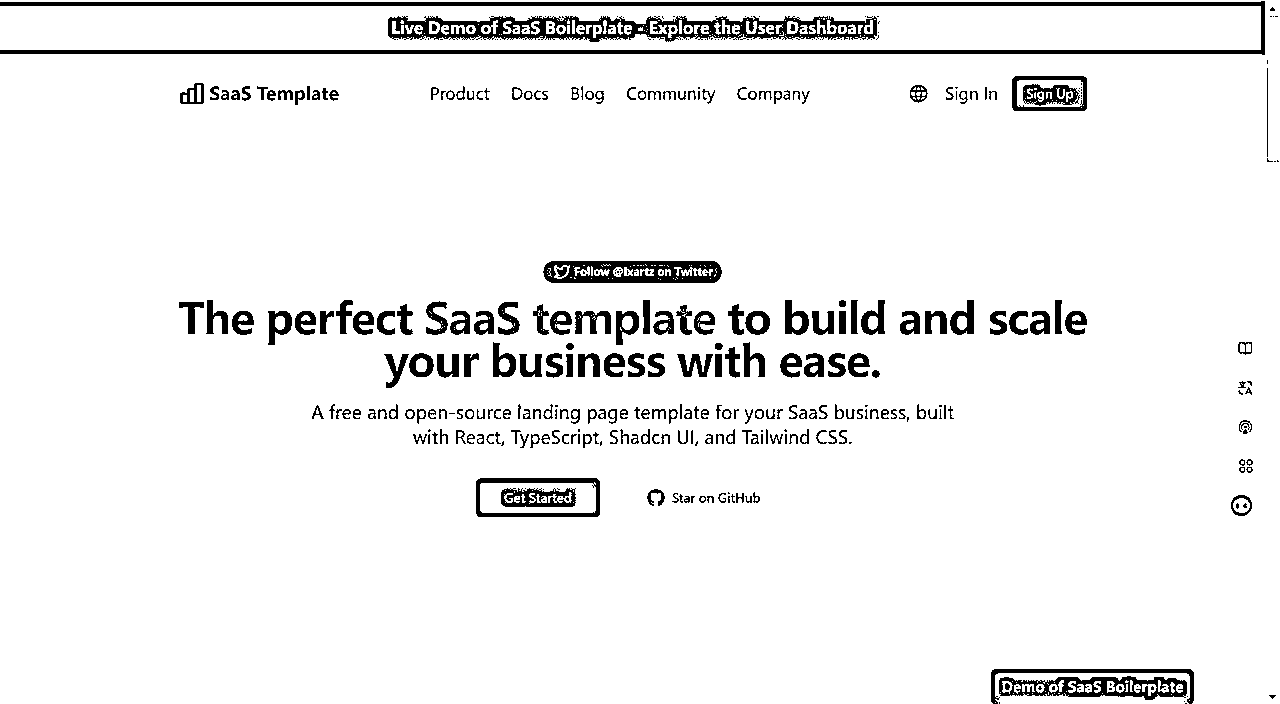 Live Demo of SaaS Boilerplate - Explore the User Dashboard
SaaS Template
Product Docs Blog Community Company
Sign In
Sign Up
Follow @Ixartz on Twitter
The perfect SaaS template to build and scale
your business with ease.
A free and open-source landing page template for your SaaS business, built
with React, TypeScript, Shadcn UI, and Tailwind CSS.
Get Started
Star on GitHub
Demo of SaaS Boilerplate